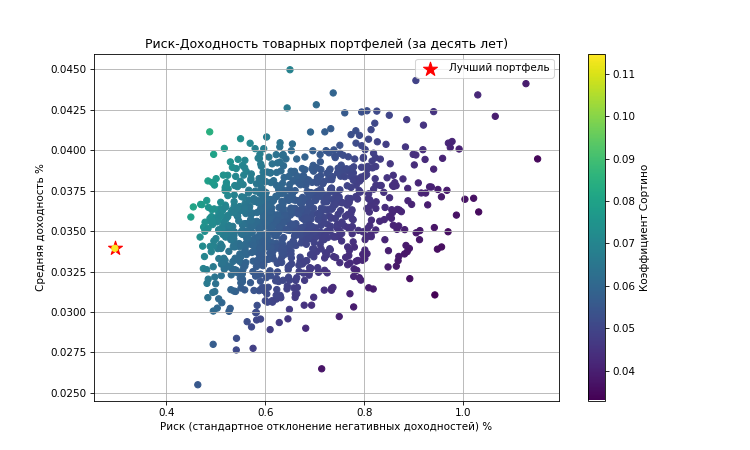 Риск-Доходность товарных портфелей (за десять лет)
Лучший портфель
Средняя доходность %
0.0450
0.0425
0.0400
0.0375
0.0350
0.0325
0.0300
0.0275
0.0250
0.4 0.6 0.8 1.0
Риск (стандартное отклонение негативных доходностей) %
0.11
0.10
0.09
0.08
0.07
0.06
0.05
0.04
Коэффициент Сортино